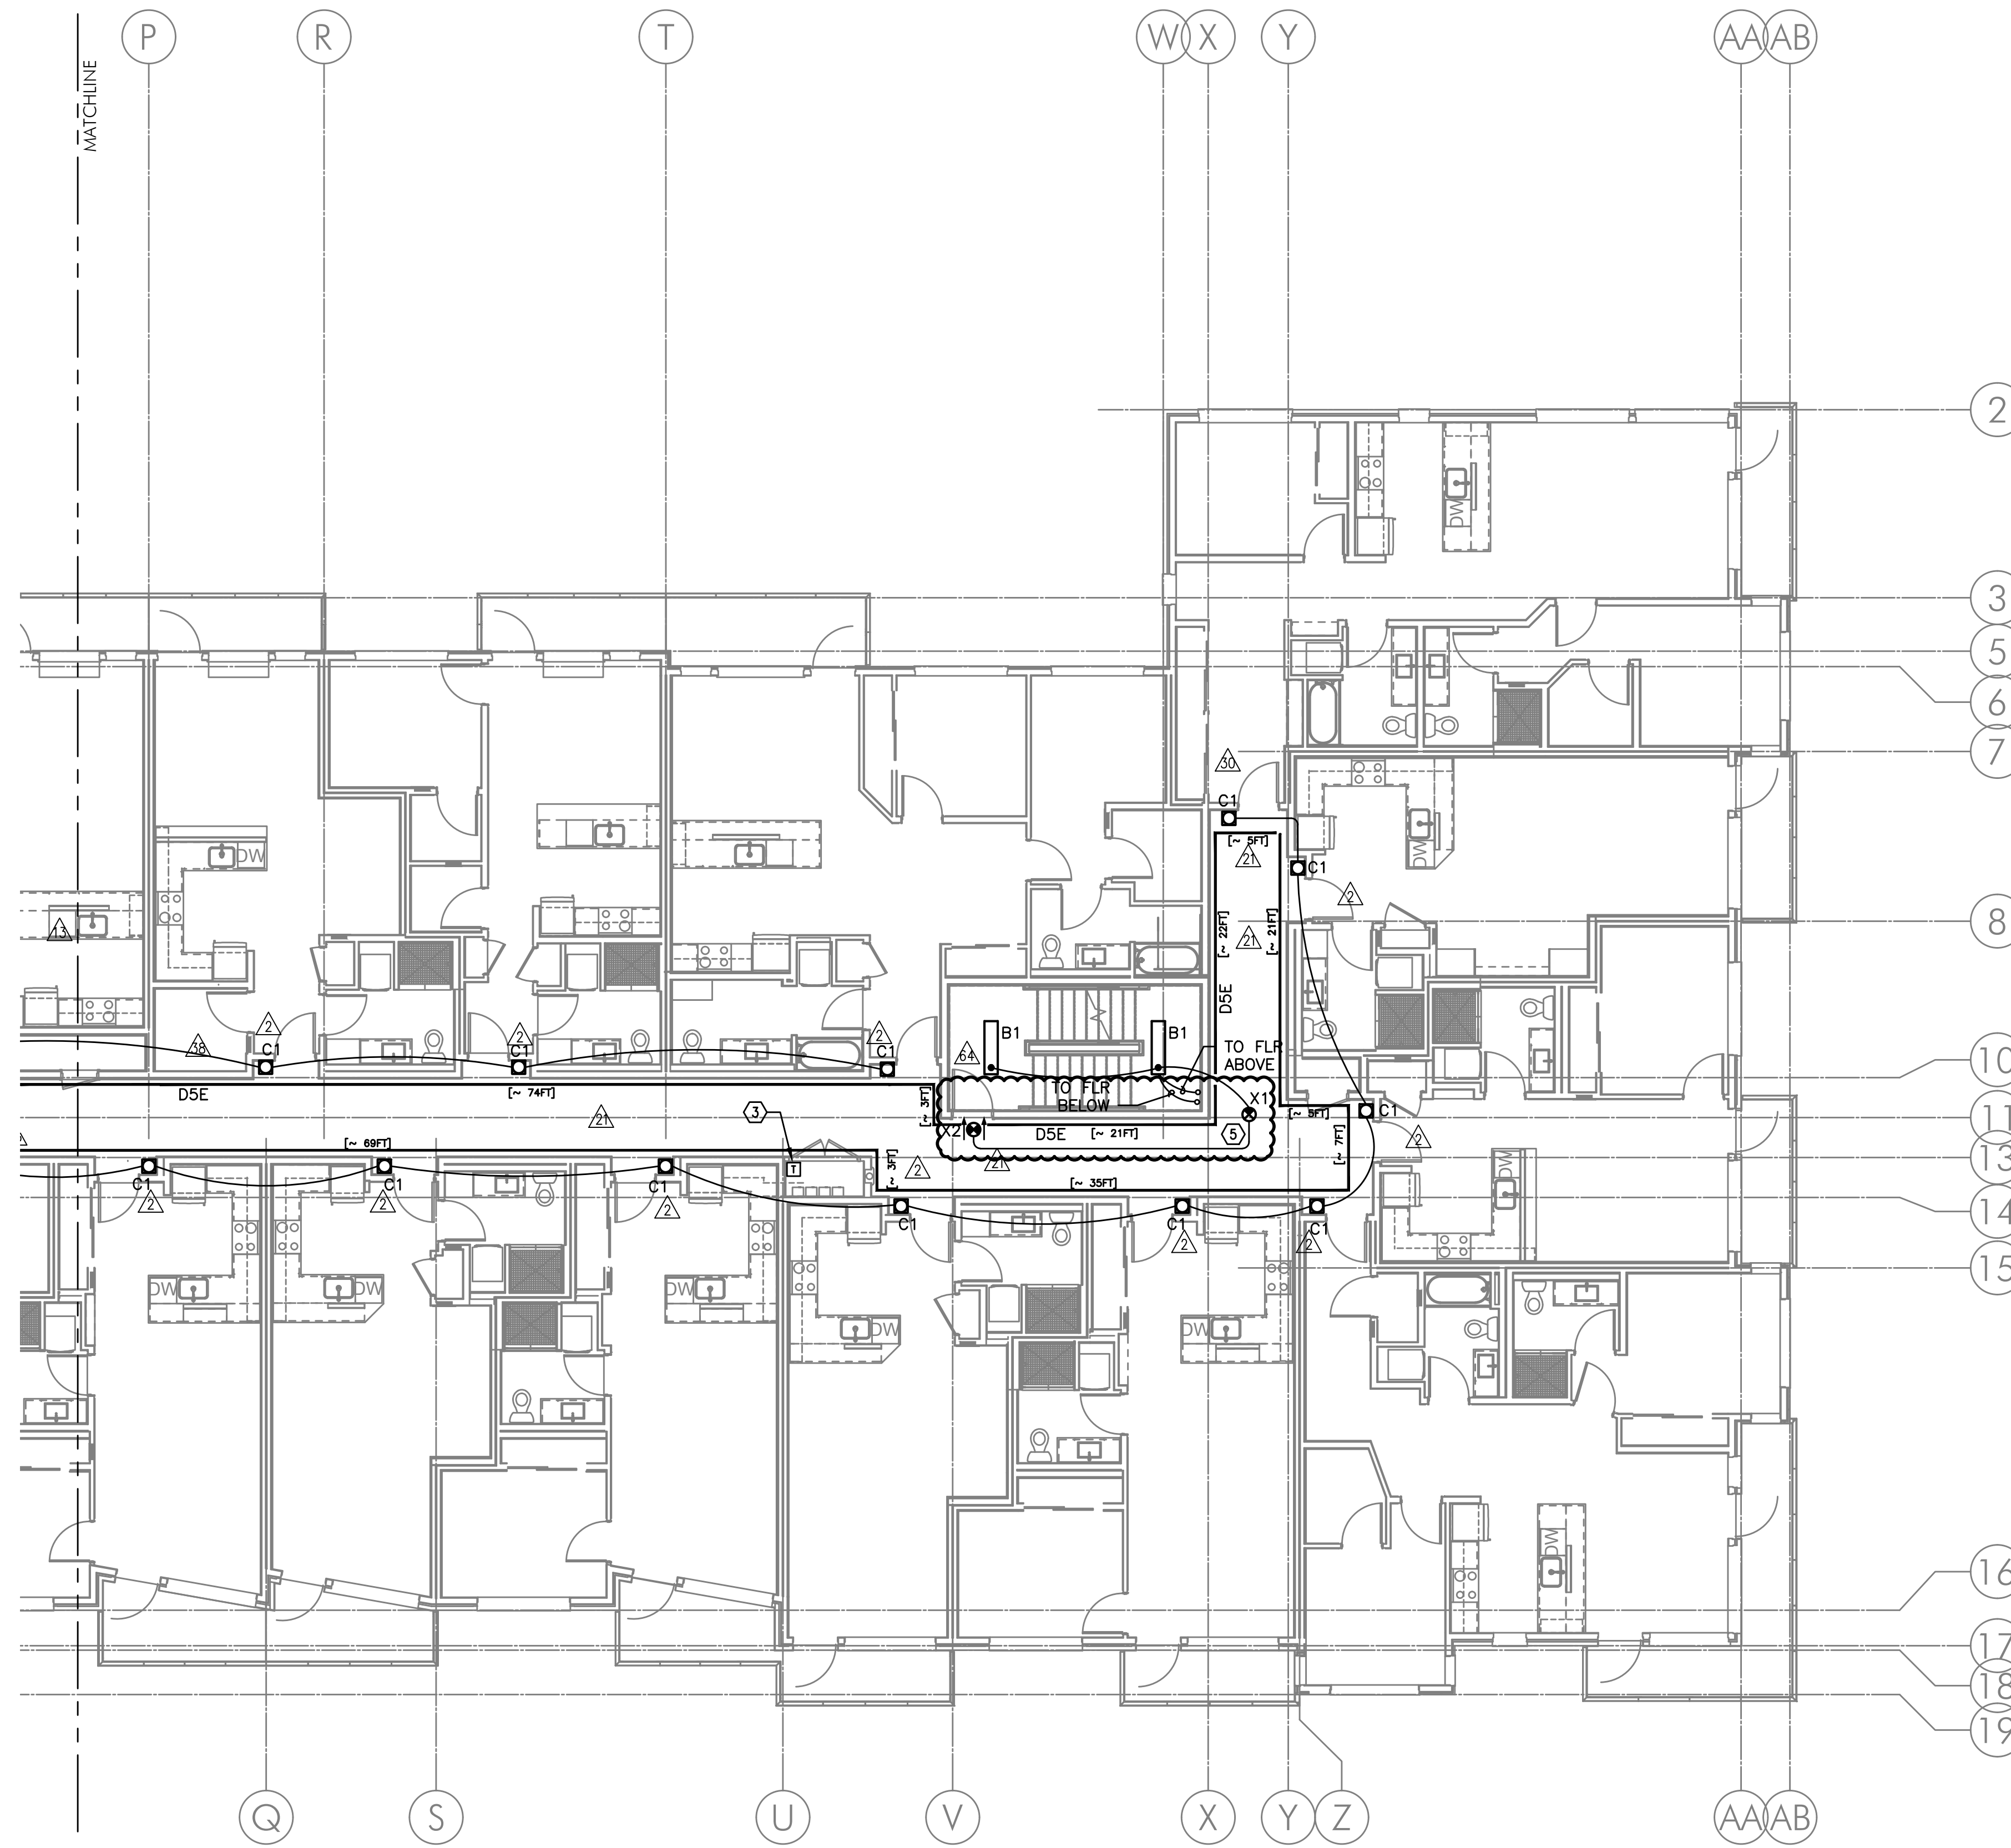 P
R
T
W
X
Y
AA
AB
MATCHLINE
2
3
5
DW
6
7
30
C1
[~ 5FT]
21
C1
DW
DW
2
8
13
[~ 22FT]
21
[~ 21FT]
D5E
2
38
C1
2
C1
2
C1
64
B1
B1
TO FLR
ABOVE
10
TO FLR
BELOW
D5E
[~ 74FT]
[~ 3FT]
X1
C1
11
3
21
X2
D5E
[~ 21FT]
5
[~ 5FT]
[~ 7FT]
2
[~ 69FT]
13
T
[~ 3FT]
2
21
[~ 35FT]
DW
C1
2
C1
2
C1
2
C1
C1
2
C1
2
14
15
DW
DW
DW
DW
DW
DW
16
17
18
19
Q
S
U
V
X
Y
Z
AA
AB